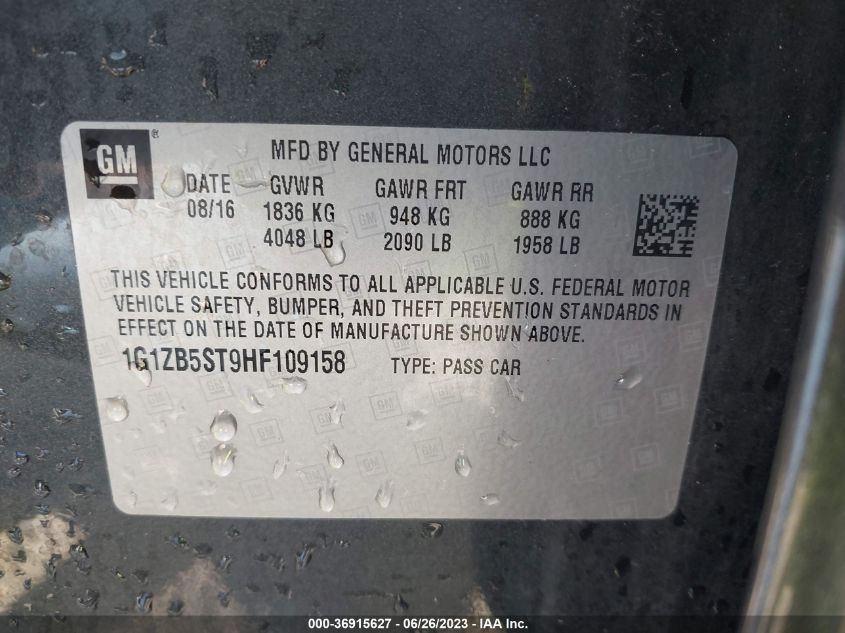 GM ®
MFD BY GENERAL MOTORS LLC
DATE GVWR GAWR FRT GAWR RR
08/16 1836 KG 948 KG 888 KG
4048 LB 2090 LB 1958 LB
THIS VEHICLE CONFORMS TO ALL APPLICABLE U.S. FEDERAL MOTOR
VEHICLE SAFETY, BUMPER, AND THEFT PREVENTION STANDARDS IN
EFFECT ON THE DATE OF MANUFACTURE SHOWN ABOVE.
1G1ZB5ST9HF109158 TYPE: PASS CAR
000-36915627 - 06/26/2023 - IAA Inc.